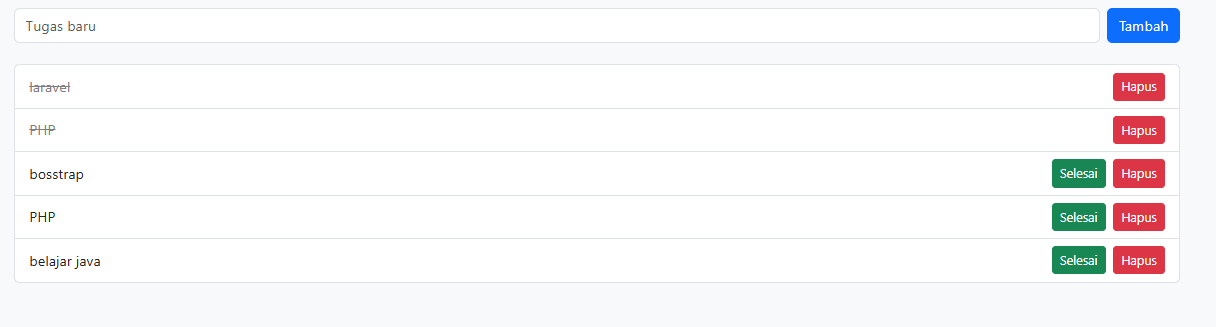 Tugas baru Tambah
laravel Hapus
PHP Hapus
bosstrap Selesai Hapus
PHP Selesai Hapus
belajar java Selesai Hapus